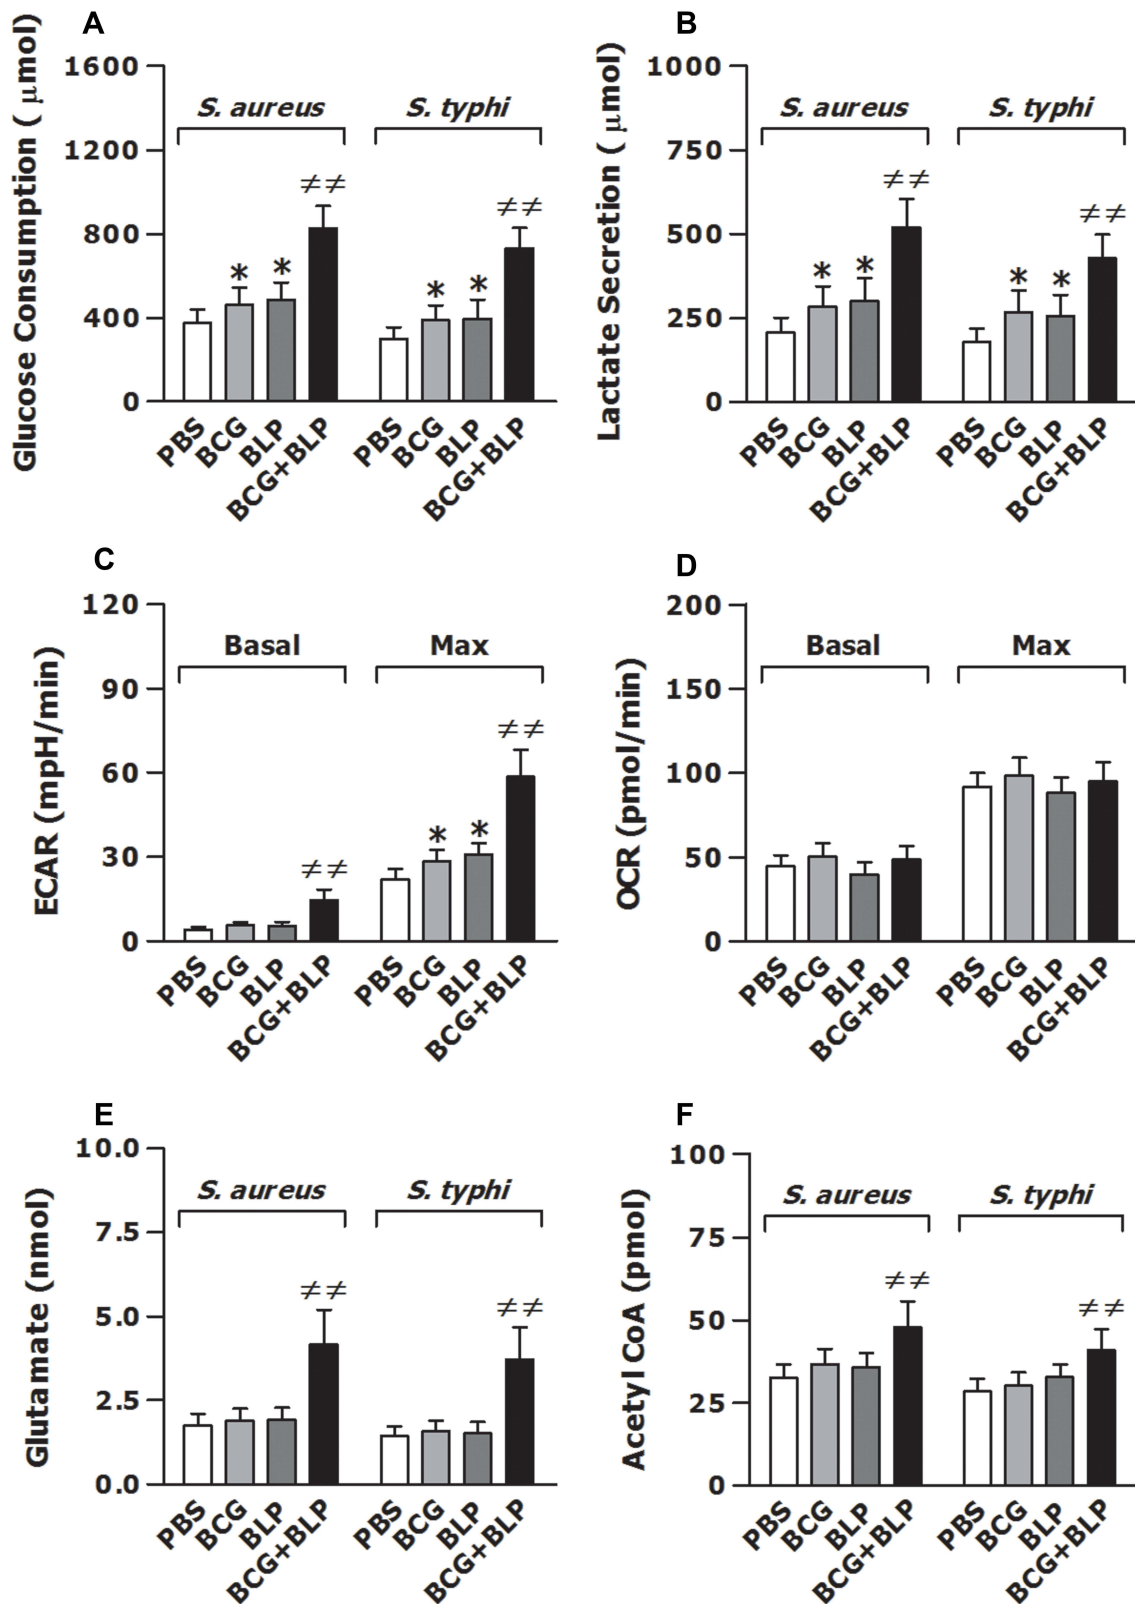 A
Glucose Consumption ( μmol)
1600
1200
800
400
0
S. aureus
S. typhi
≠≠
≠≠
* *
* *
PBS
BCG
BLP
BCG+BLP
PBS
BCG
BLP
BCG+BLP
B
Lactate Secretion ( μmol)
1000
750
500
250
0
S. aureus
S. typhi
≠≠
≠≠
* *
* *
PBS
BCG
BLP
BCG+BLP
PBS
BCG
BLP
BCG+BLP
C
ECAR (mpH/min)
120
90
60
30
0
Basal
Max
≠≠
≠≠
* *
PBS
BCG
BLP
BCG+BLP
PBS
BCG
BLP
BCG+BLP
D
OCR (pmol/min)
200
150
100
50
0
Basal
Max
PBS
BCG
BLP
BCG+BLP
PBS
BCG
BLP
BCG+BLP
E
Glutamate (nmol)
10.0
7.5
5.0
2.5
0.0
S. aureus
S. typhi
≠≠
≠≠
PBS
BCG
BLP
BCG+BLP
PBS
BCG
BLP
BCG+BLP
F
Acetyl CoA (pmol)
100
75
50
25
0
S. aureus
S. typhi
≠≠
≠≠
PBS
BCG
BLP
BCG+BLP
PBS
BCG
BLP
BCG+BLP